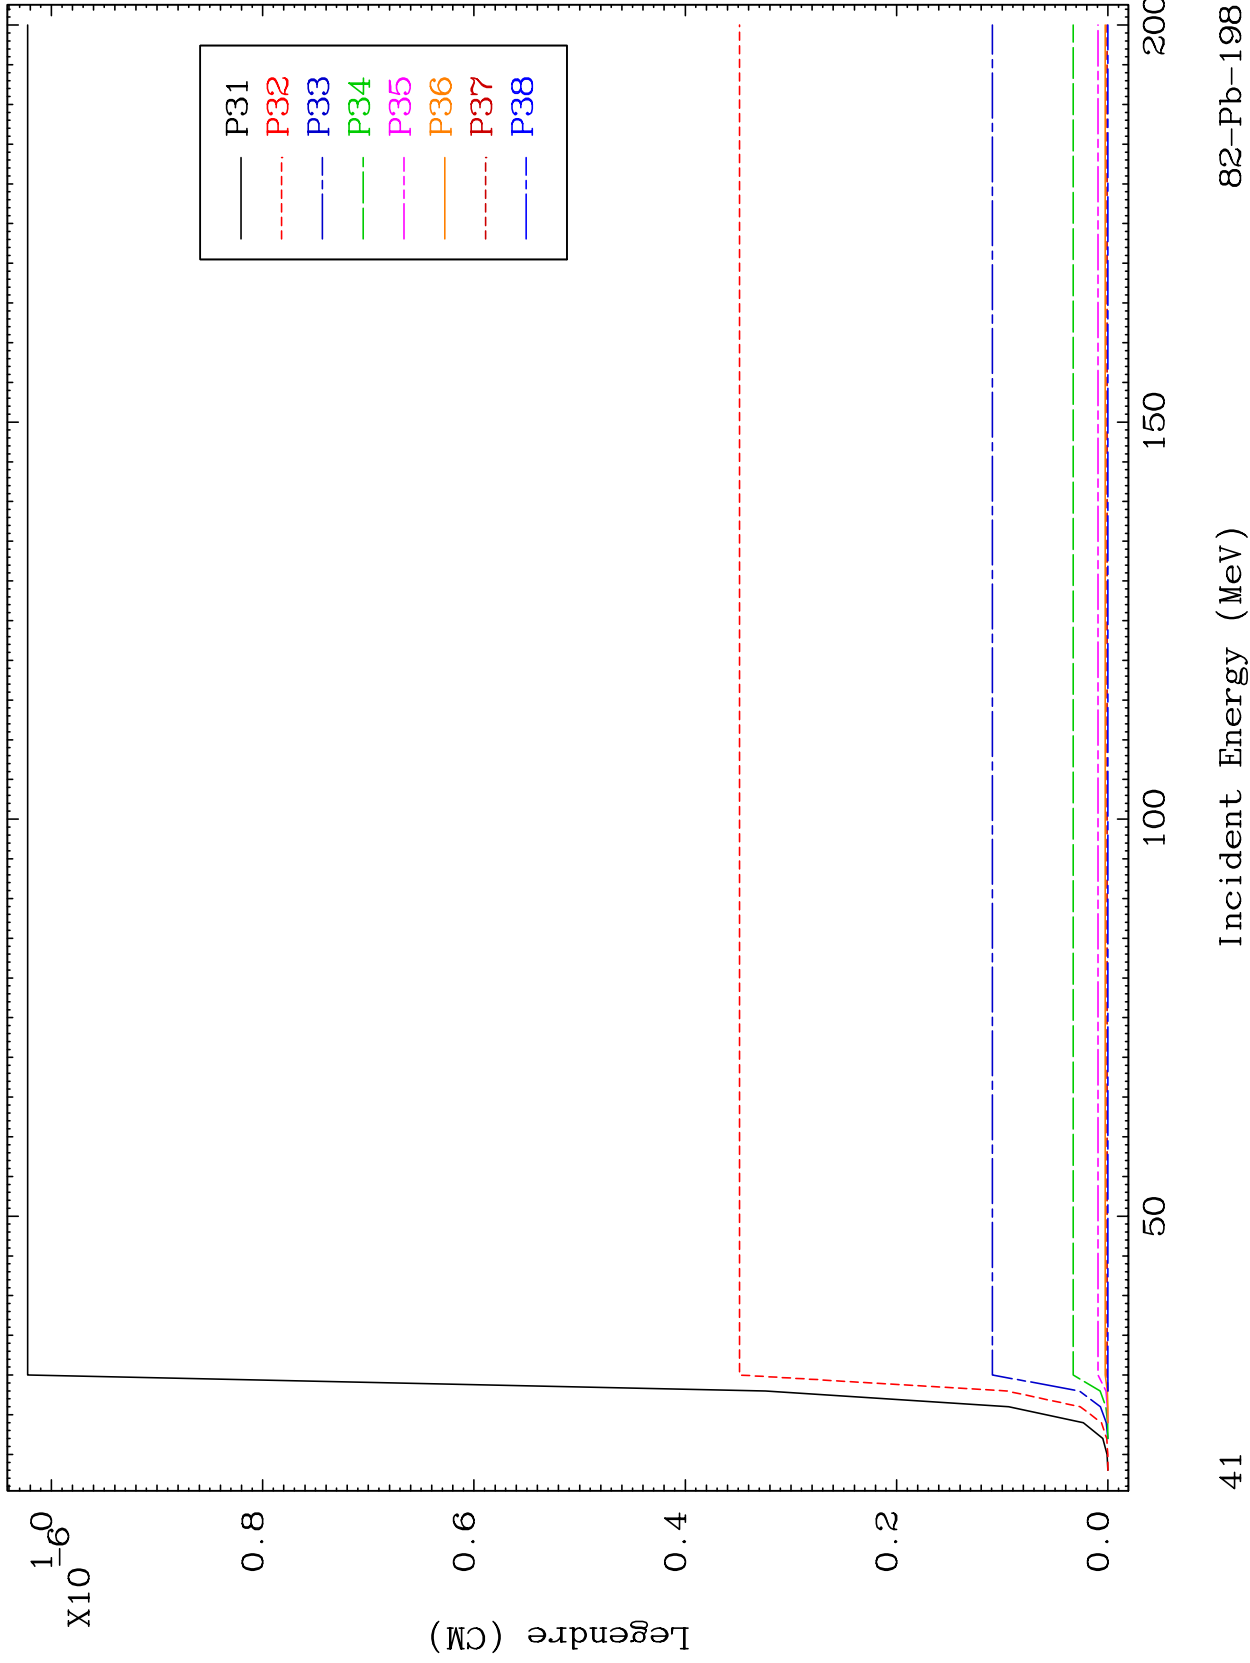 X10
-6
1.0
0.8
0.6
0.4
0.2
0.0
Legendre (CM)
P31
P32
P33
P34
P35
P36
P37
P38
50
100
150
200
Incident Energy (MeV)
41
82-Pb-198